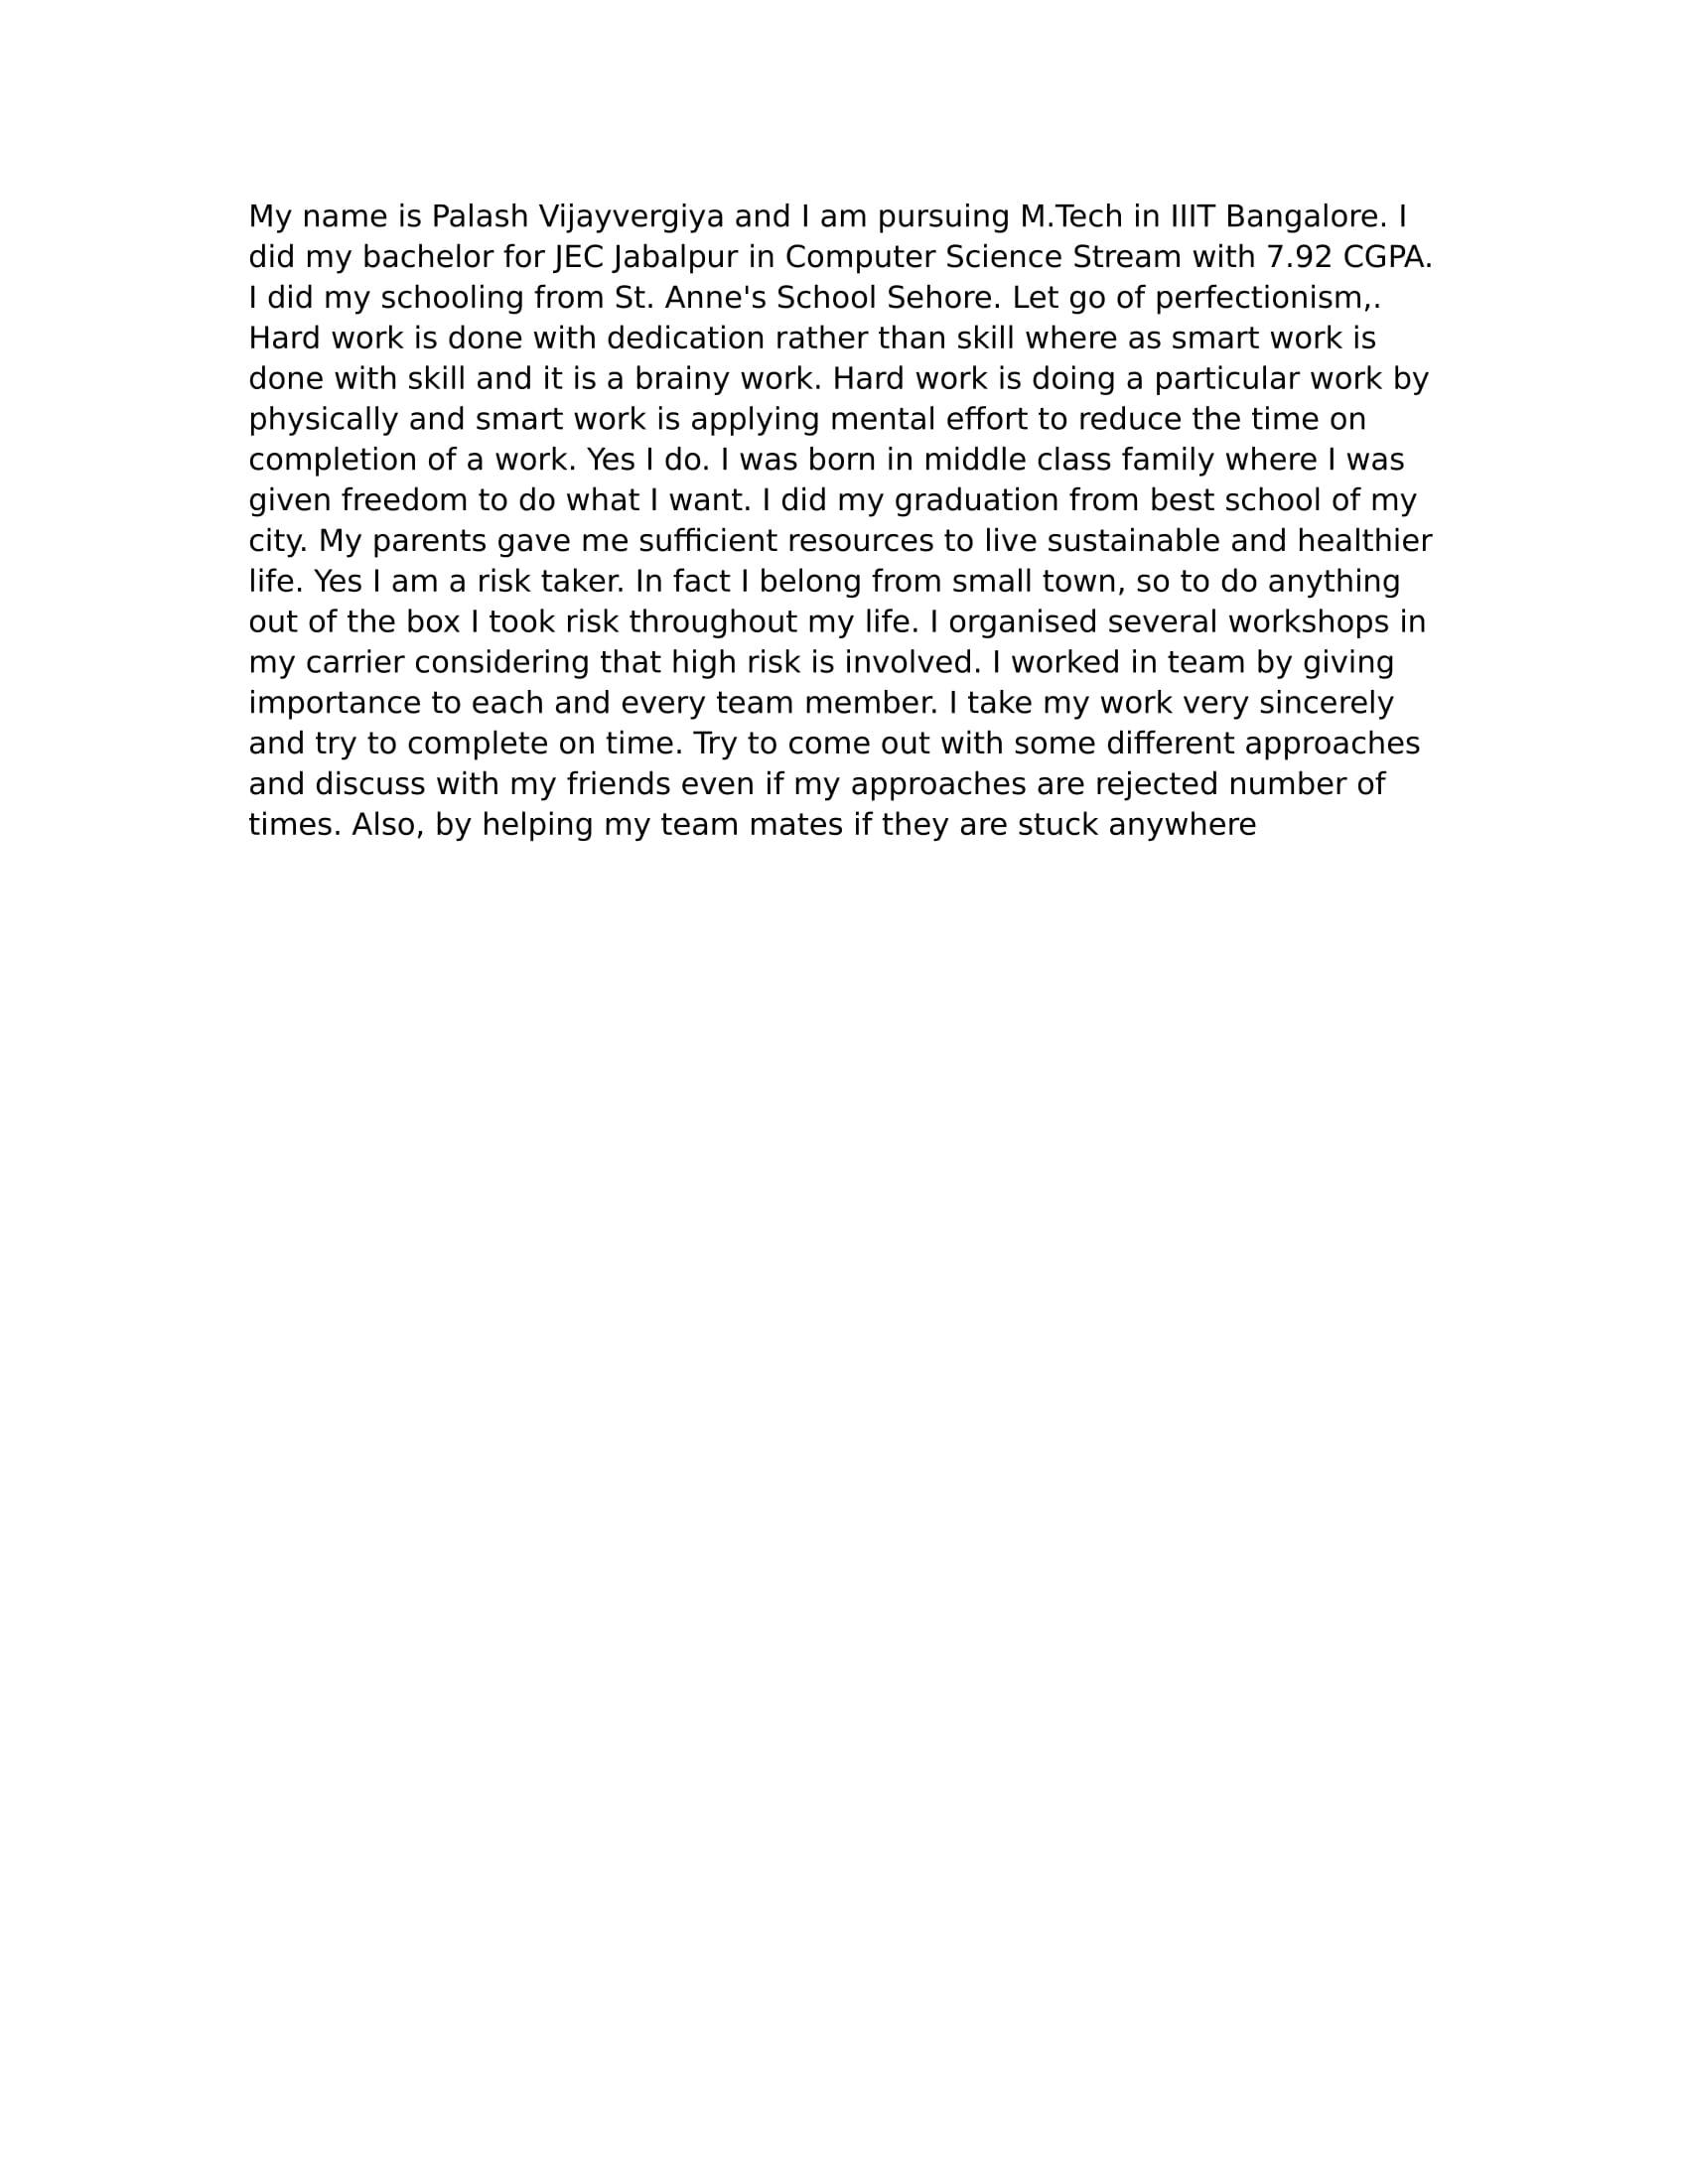 My name is Palash Vijayvergiya and I am pursuing M.Tech in IIIT Bangalore. I
did my bachelor for JEC Jabalpur in Computer Science Stream with 7.92 CGPA.
I did my schooling from St. Anne's School Sehore. Let go of perfectionism,.
Hard work is done with dedication rather than skill where as smart work is
done with skill and it is a brainy work. Hard work is doing a particular work by
physically and smart work is applying mental effort to reduce the time on
completion of a work. Yes I do. I was born in middle class family where I was
given freedom to do what I want. I did my graduation from best school of my
city. My parents gave me sufficient resources to live sustainable and healthier
life. Yes I am a risk taker. In fact I belong from small town, so to do anything
out of the box I took risk throughout my life. I organised several workshops in
my carrier considering that high risk is involved. I worked in team by giving
importance to each and every team member. I take my work very sincerely
and try to complete on time. Try to come out with some different approaches
and discuss with my friends even if my approaches are rejected number of
times. Also, by helping my team mates if they are stuck anywhere